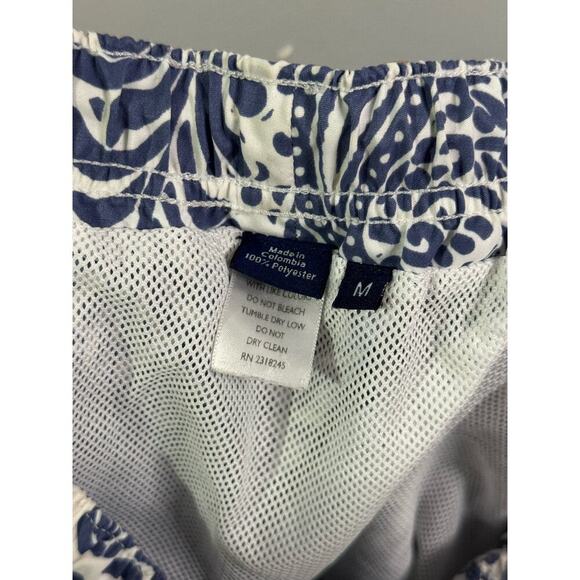 Made in
Colombia
100% Polyester
M
WITH LIKE COLORS
DO NOT BLEACH
TUMBLE DRY LOW
DO NOT
DRY CLEAN
RN 2318245